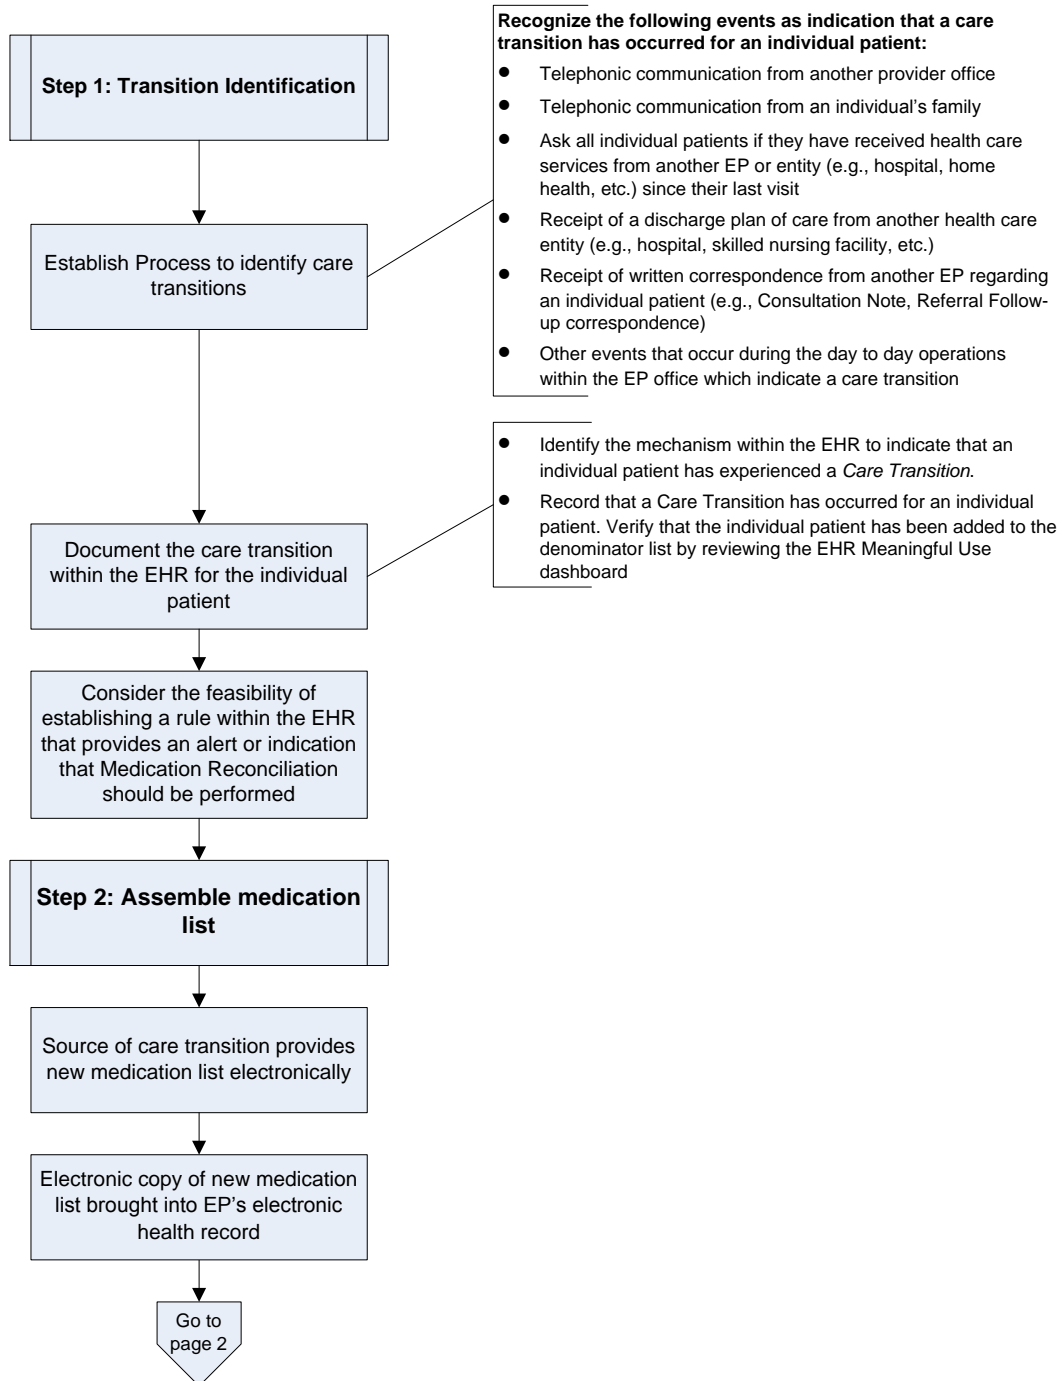 Step 1: Transition Identification
Establish Process to identify care
transitions
Recognize the following events as indication that a care
transition has occurred for an individual patient:
● Telephonic communication from another provider office
● Telephonic communication from an individual's family
● Ask all individual patients if they have received health care
services from another EP or entity (e.g., hospital, home
health, etc.) since their last visit
● Receipt of a discharge plan of care from another health care
entity (e.g., hospital, skilled nursing facility, etc.)
● Receipt of written correspondence from another EP regarding
an individual patient (e.g., Consultation Note, Referral Follow-
up correspondence)
● Other events that occur during the day to day operations
within the EP office which indicate a care transition
Document the care transition
within the EHR for the individual
patient
● Identify the mechanism within the EHR to indicate that an
individual patient has experienced a Care Transition.
● Record that a Care Transition has occurred for an individual
patient. Verify that the individual patient has been added to the
denominator list by reviewing the EHR Meaningful Use
dashboard
Consider the feasibility of
establishing a rule within the EHR
that provides an alert or indication
that Medication Reconciliation
should be performed
Step 2: Assemble medication
list
Source of care transition provides
new medication list electronically
Electronic copy of new medication
list brought into EP's electronic
health record
Go to
page 2